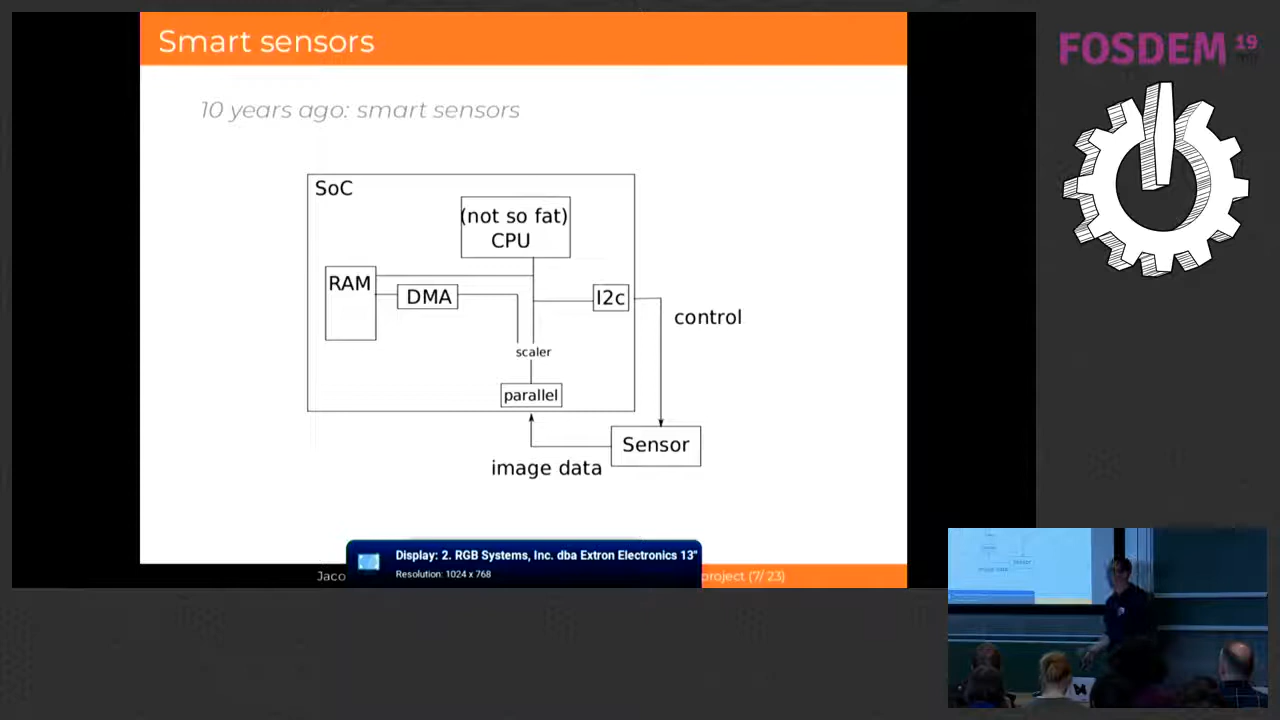 Smart sensors
FOSDEM 19
10 years ago: smart sensors
SoC
(not so fat)
CPU
RAM
DMA
I2c
control
scaler
parallel
Sensor
image data
Display: 2. RGB Systems, Inc. dba Extron Electronics 13"
Resolution: 1024 x 768
Jaco
project (7/ 23)